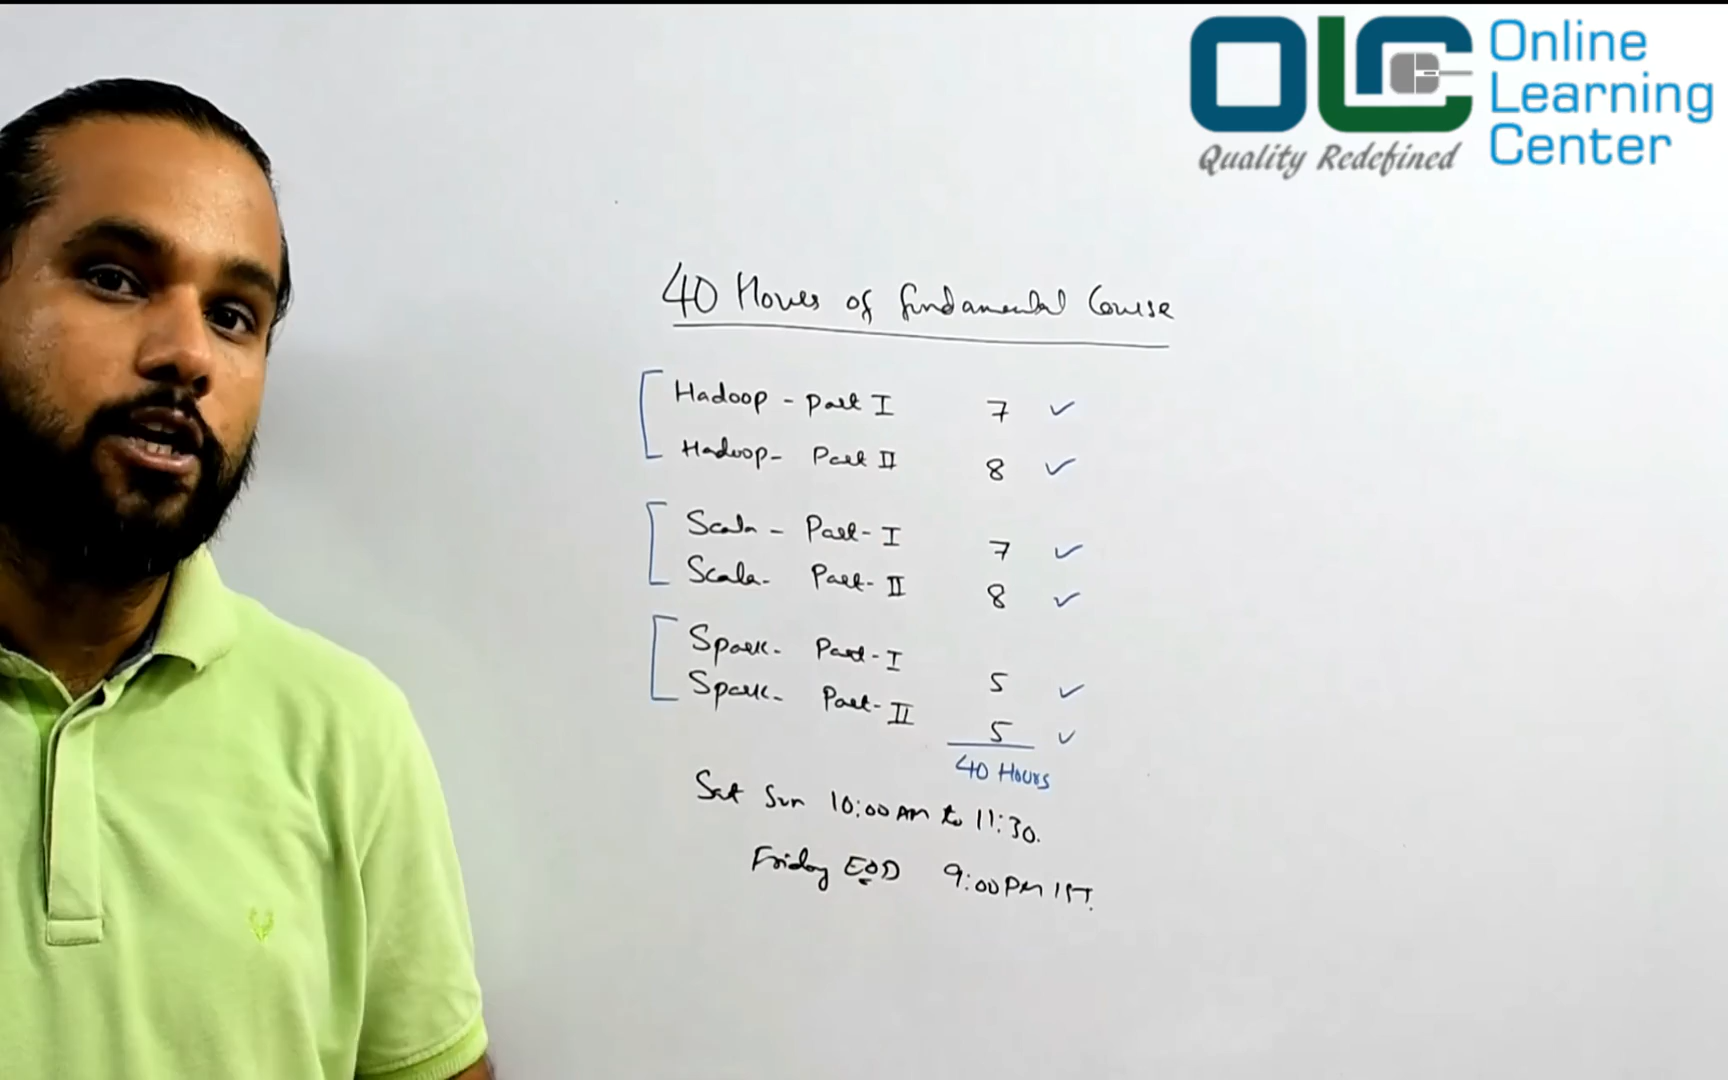 OLC Online
Learning
Center
Quality Redefined
40 Hours of fundamental Course
Hadoop - Part I 7 ✓
Hadoop - Part II 8 ✓
Scala - Part - I 7 ✓
Scala - Part - II 8 ✓
Spark - Part - I 5 ✓
Spark - Part - II 5 ✓
40 Hours
Sat Sun 10:00 AM to 11:30.
Friday EOD 9:00 PM IST.